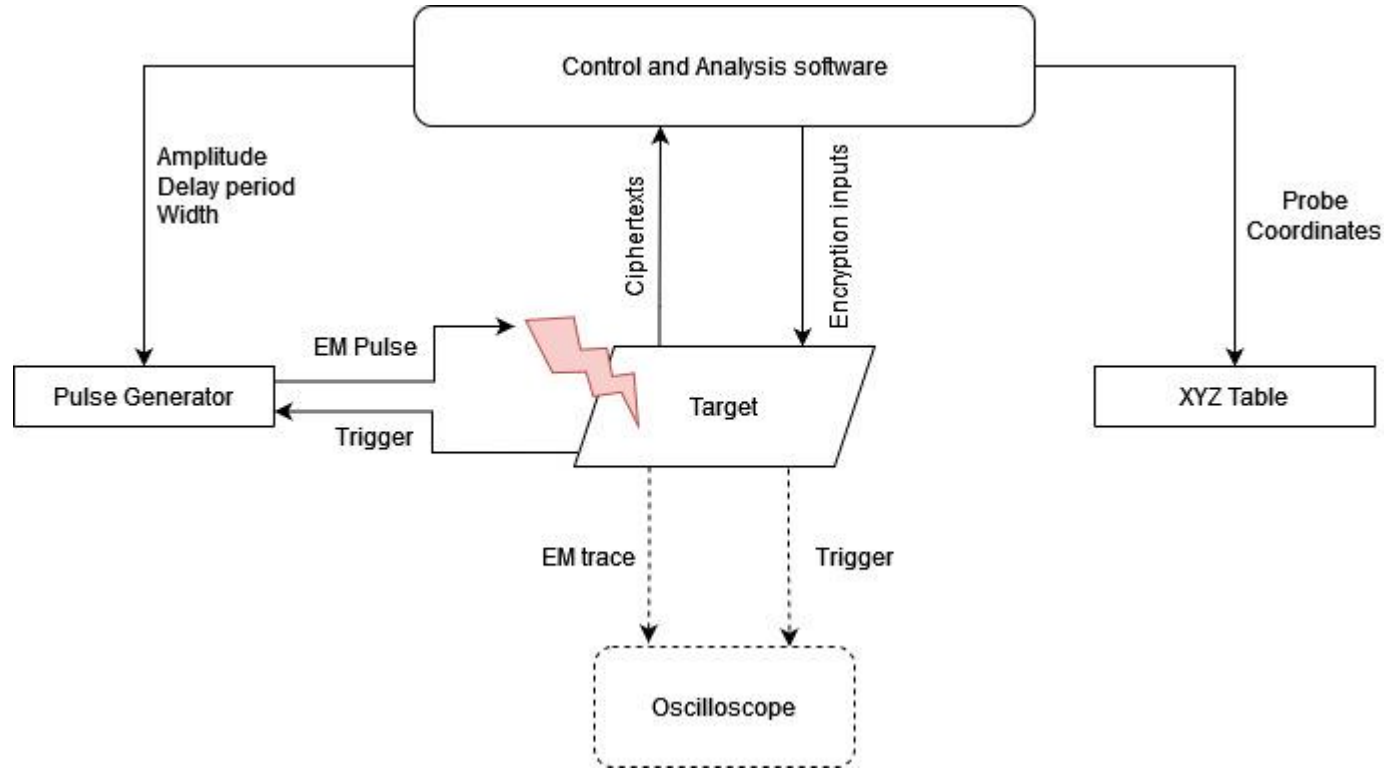 Control and Analysis software
Amplitude
Delay period
Width
Ciphertexts
Encryption inputs
Probe
Coordinates
EM Pulse
Pulse Generator
Trigger
Target
XYZ Table
EM trace
Trigger
Oscilloscope